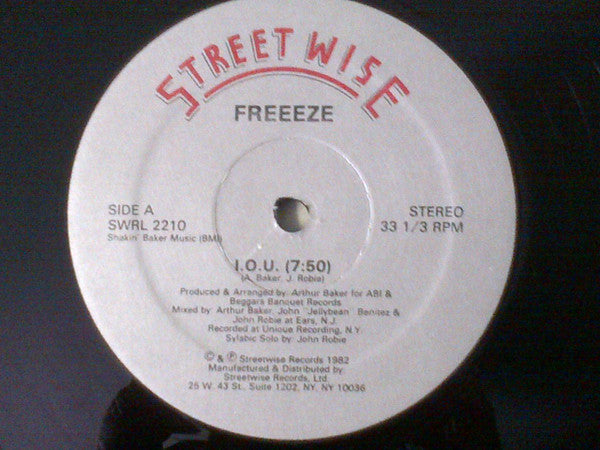 STREETWISE
FREEEZE
SIDE A
SWRL 2210
Shakin' Baker Music (BMI)
STEREO
33 1/3 RPM
I.O.U. (7:50)
(A. Baker, J. Robie)
Produced & Arranged by: Arthur Baker for ABI &
Beggars Banquet Records
Mixed by: Arthur Baker, John "Jellybean" Benitez &
John Robie at Ears, N.J.
Recorded at Unique Recording, N.Y.
Sylabic Solo by: John Robie
© & ℗ Streetwise Records 1982
Manufactured & Distributed by:
Streetwise Records, Ltd.
25 W. 43 St., Suite 1202, NY, NY 10036